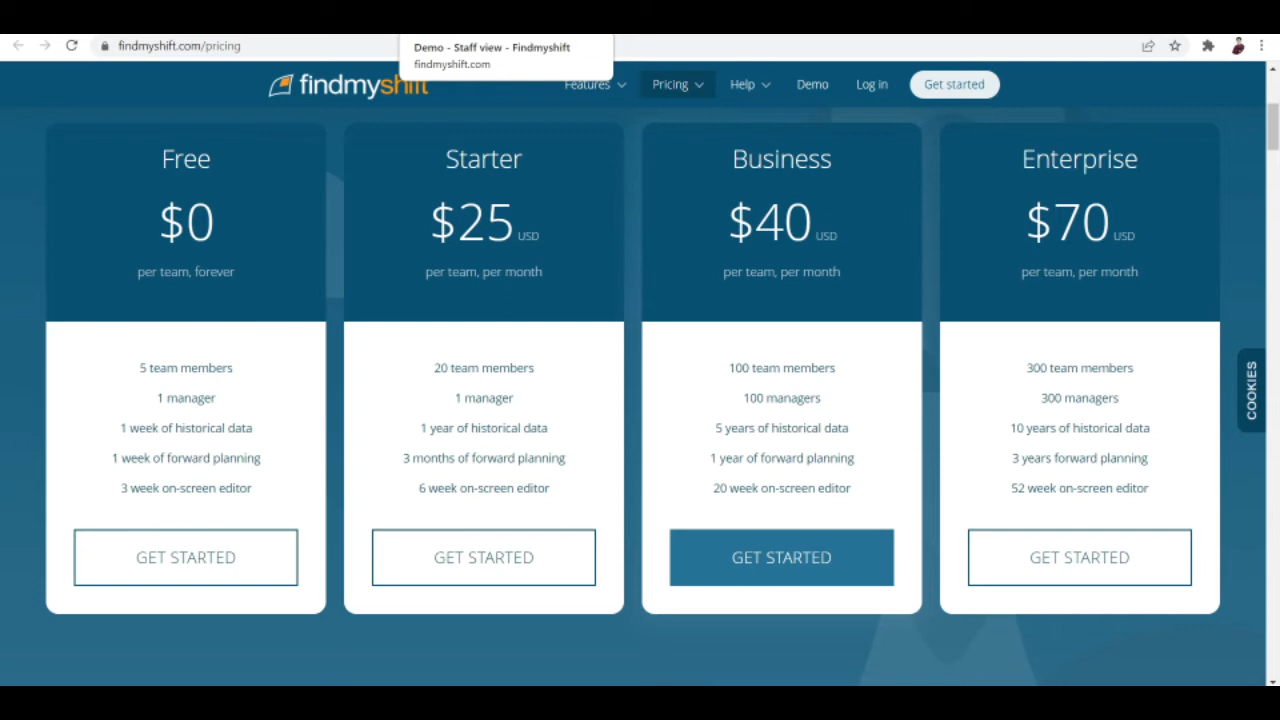 findmyshift.com/pricing
Demo - Staff view - Findmyshift
findmyshift.com
findmyshift
Features
Pricing
Help
Demo
Log in
Get started
Free
$0
per team, forever
5 team members
1 manager
1 week of historical data
1 week of forward planning
3 week on-screen editor
GET STARTED
Starter
$25 USD
per team, per month
20 team members
1 manager
1 year of historical data
3 months of forward planning
6 week on-screen editor
GET STARTED
Business
$40 USD
per team, per month
100 team members
100 managers
5 years of historical data
1 year of forward planning
20 week on-screen editor
GET STARTED
Enterprise
$70 USD
per team, per month
300 team members
300 managers
10 years of historical data
3 years forward planning
52 week on-screen editor
GET STARTED
COOKIES